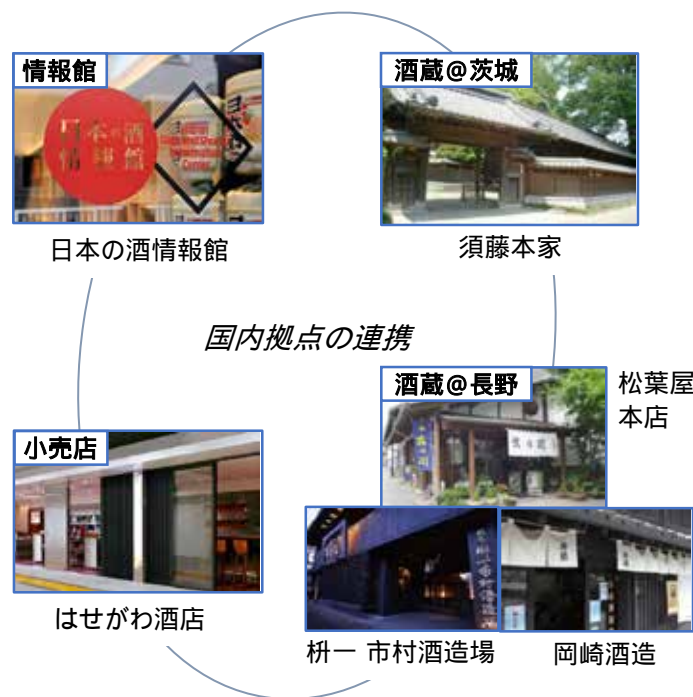 情報館
酒蔵@茨城
日本の酒情報館
須藤本家
国内拠点の連携
酒蔵@長野
松葉屋
本店
小売店
はせがわ酒店
枡一 市村酒造場
岡崎酒造